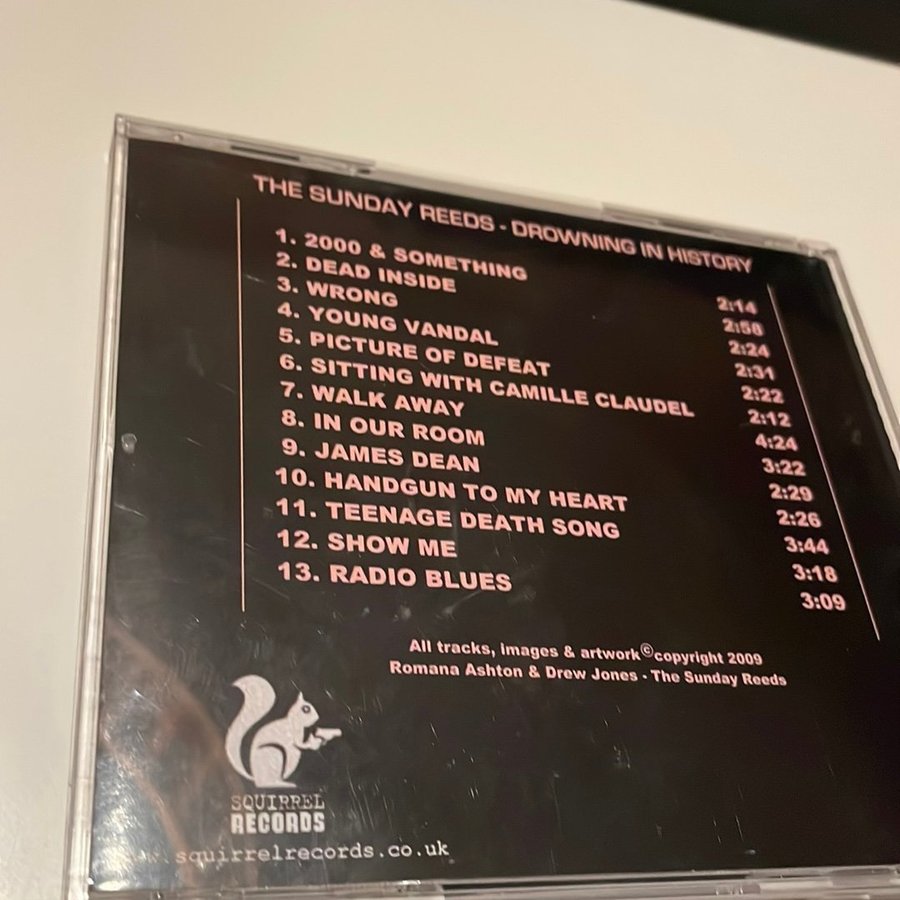 THE SUNDAY REEDS - DROWNING IN HISTORY
1. 2000 & SOMETHING 2:14
2. DEAD INSIDE 2:58
3. WRONG 2:24
4. YOUNG VANDAL 2:31
5. PICTURE OF DEFEAT 2:22
6. SITTING WITH CAMILLE CLAUDEL 2:12
7. WALK AWAY 4:24
8. IN OUR ROOM 3:22
9. JAMES DEAN 2:29
10. HANDGUN TO MY HEART 2:26
11. TEENAGE DEATH SONG 3:44
12. SHOW ME 3:18
13. RADIO BLUES 3:09
All tracks, images & artwork © copyright 2009
Romana Ashton & Drew Jones - The Sunday Reeds
SQUIRREL
RECORDS
www.squirrelrecords.co.uk